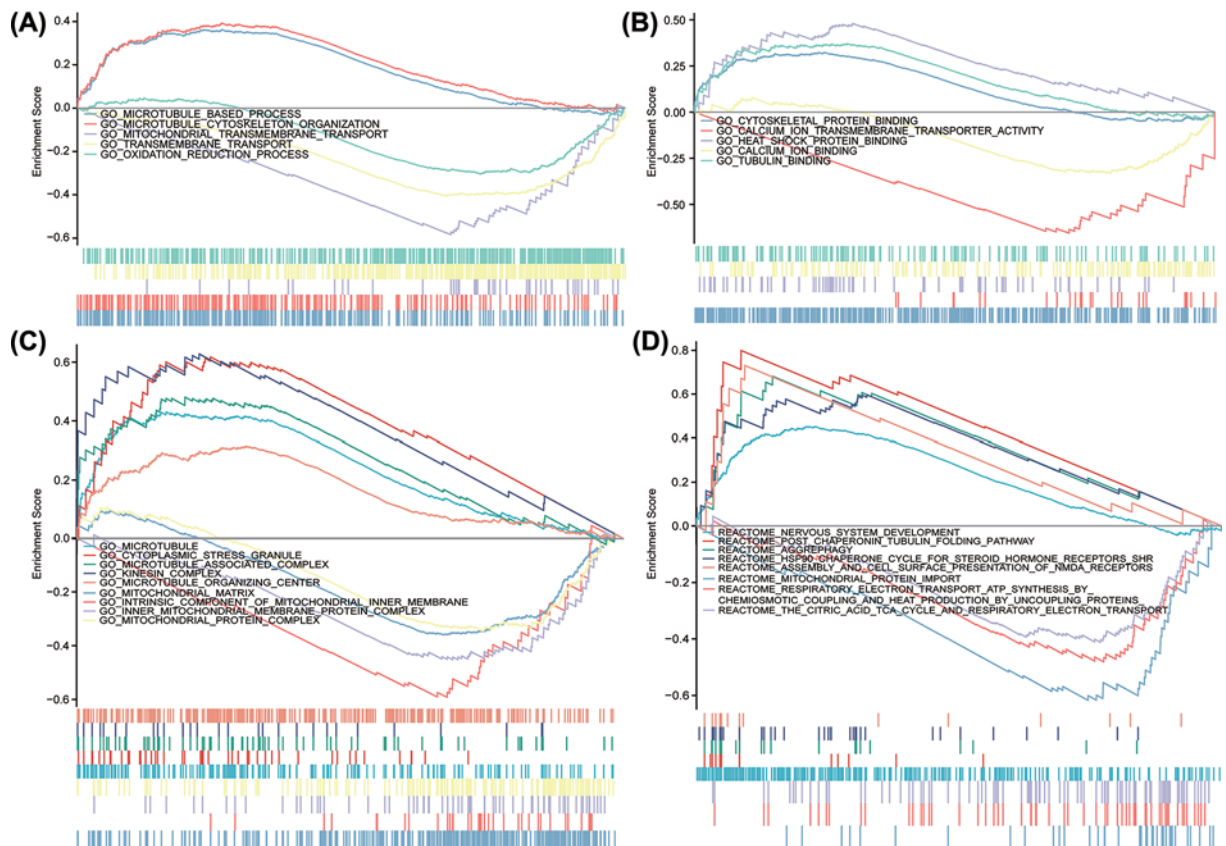 (A)
0.4
0.2
0.0
-0.2
-0.4
-0.6
Enrichment Score
GO_MICROTUBULE_BASED_PROCESS
GO_MICROTUBULE_CYTOSKELETON_ORGANIZATION
GO_MITOCHONDRIAL_TRANSMEMBRANE_TRANSPORT
GO_TRANSMEMBRANE_TRANSPORT
GO_OXIDATION_REDUCTION_PROCESS
(B)
0.50
0.25
0.00
-0.25
-0.50
Enrichment Score
GO_CYTOSKELETAL_PROTEIN_BINDING
GO_CALCIUM_ION_TRANSMEMBRANE_TRANSPORTER_ACTIVITY
GO_HEAT_SHOCK_PROTEIN_BINDING
GO_CALCIUM_ION_BINDING
GO_TUBULIN_BINDING
(C)
0.6
0.4
0.2
0.0
-0.2
-0.4
-0.6
Enrichment Score
GO_MICROTUBULE
GO_CYTOPLASMIC_STRESS_GRANULE
GO_MICROTUBULE_ASSOCIATED_COMPLEX
GO_KINESIN_COMPLEX
GO_MICROTUBULE_ORGANIZING_CENTER
GO_MITOCHONDRIAL_MATRIX
GO_INTRINSIC_COMPONENT_OF_MITOCHONDRIAL_INNER_MEMBRANE
GO_INNER_MITOCHONDRIAL_MEMBRANE_PROTEIN_COMPLEX
GO_MITOCHONDRIAL_PROTEIN_COMPLEX
(D)
0.8
0.6
0.4
0.2
0.0
-0.2
-0.4
-0.6
Enrichment Score
REACTOME_NERVOUS_SYSTEM_DEVELOPMENT
REACTOME_POST_CHAPERONIN_TUBULIN_FOLDING_PATHWAY
REACTOME_AGGREPHAGY
REACTOME_HSP90_CHAPERONE_CYCLE_FOR_STEROID_HORMONE_RECEPTORS_SHR
REACTOME_ASSEMBLY_AND_CELL_SURFACE_PRESENTATION_OF_NMDA_RECEPTORS
REACTOME_MITOCHONDRIAL_PROTEIN_IMPORT
REACTOME_RESPIRATORY_ELECTRON_TRANSPORT_ATP_SYNTHESIS_BY_
CHEMIOSMOTIC_COUPLING_AND_HEAT_PRODUCTION_BY_UNCOUPLING_PROTEINS
REACTOME_THE_CITRIC_ACID_TCA_CYCLE_AND_RESPIRATORY_ELECTRON_TRANSPORT